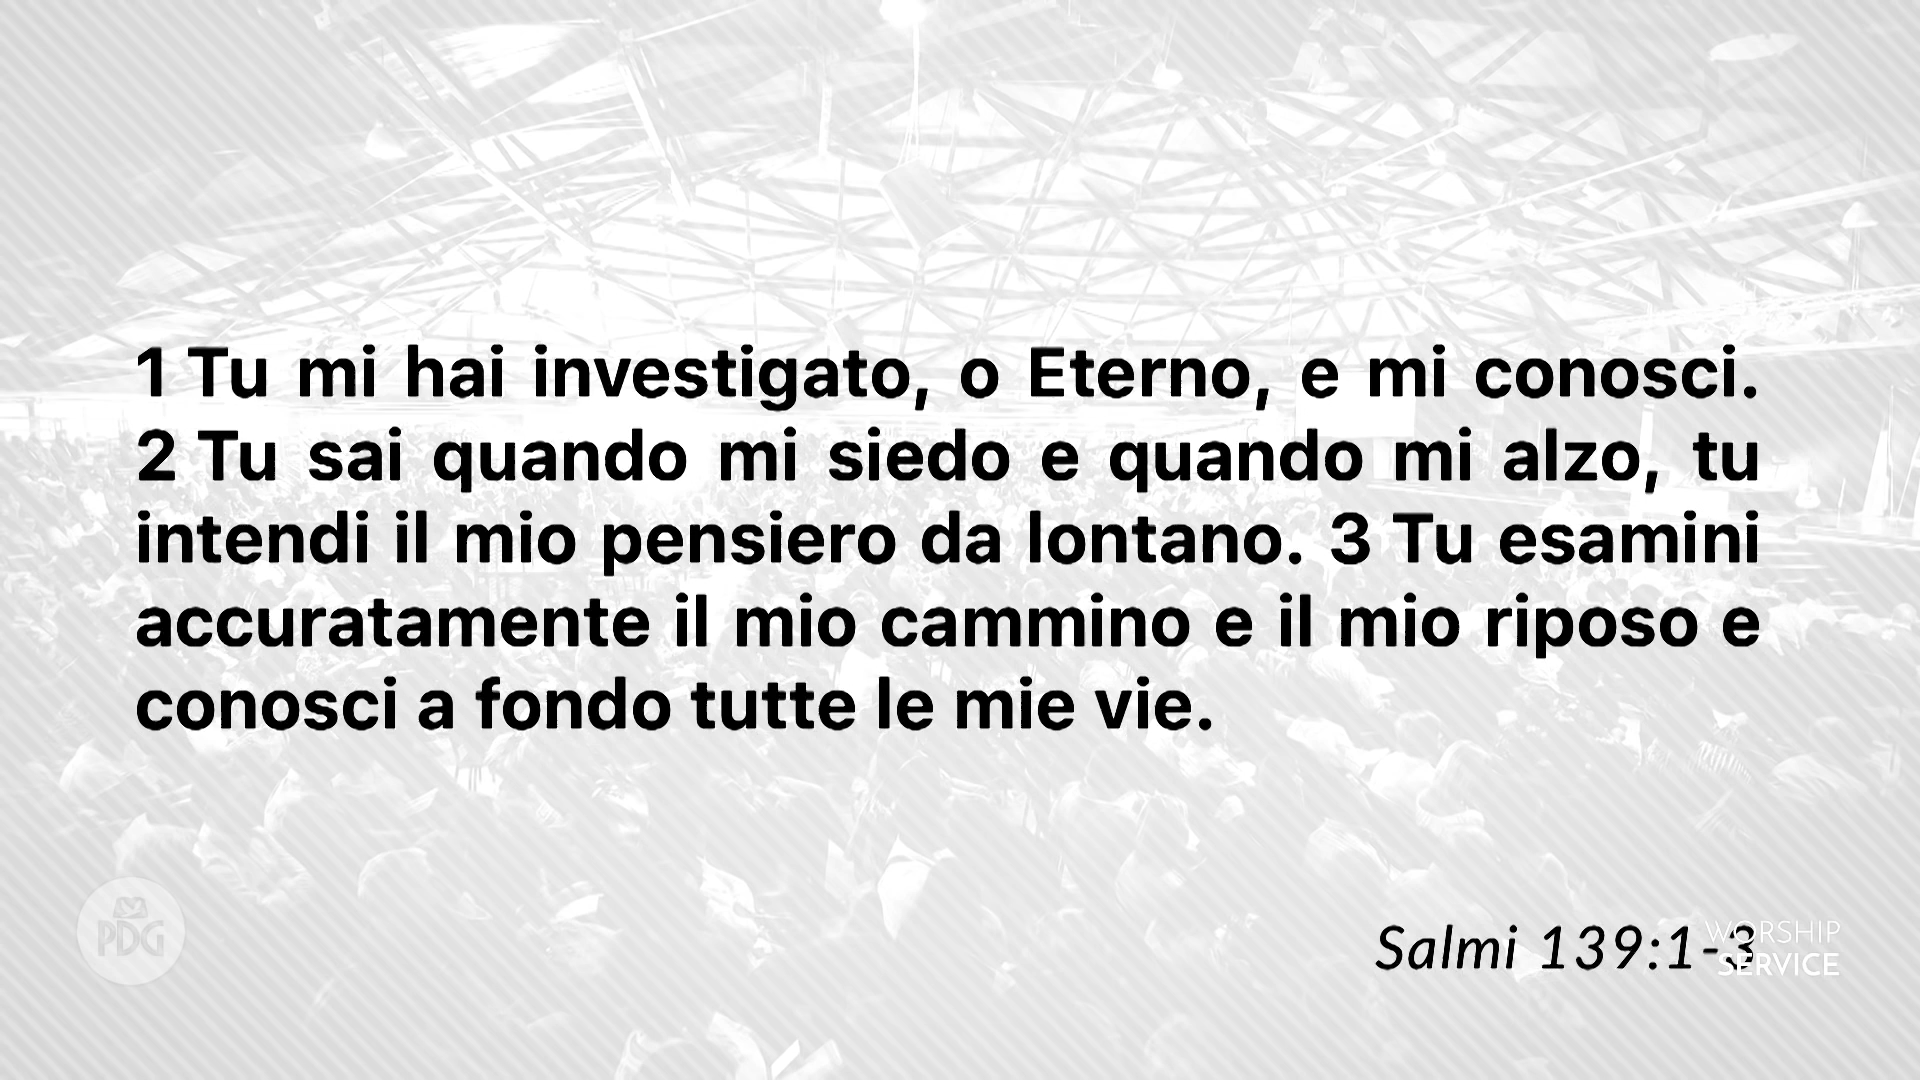 1 Tu mi hai investigato, o Eterno, e mi conosci.
2 Tu sai quando mi siedo e quando mi alzo, tu
intendi il mio pensiero da lontano. 3 Tu esamini
accuratamente il mio cammino e il mio riposo e
conosci a fondo tutte le mie vie.
PDG
Salmi 139:1-3
WORSHIP
SERVICE